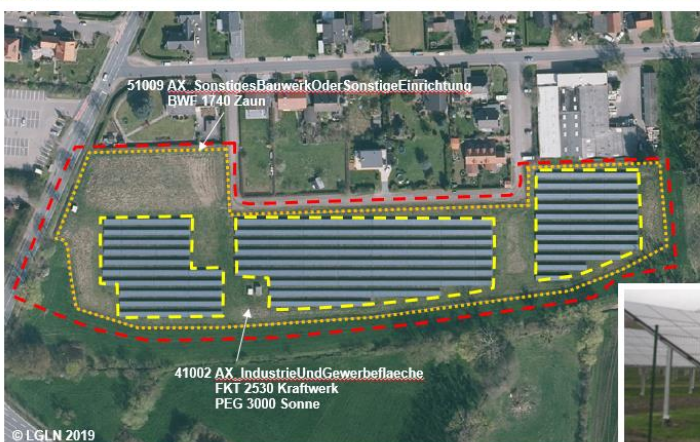 51009 AX_SonstigesBauwerkOderSonstigeEinrichtung
BWF 1740 Zaun
41002 AX_IndustrieUndGewerbeflaeche
FKT 2530 Kraftwerk
PEG 3000 Sonne
© LGLN 2019